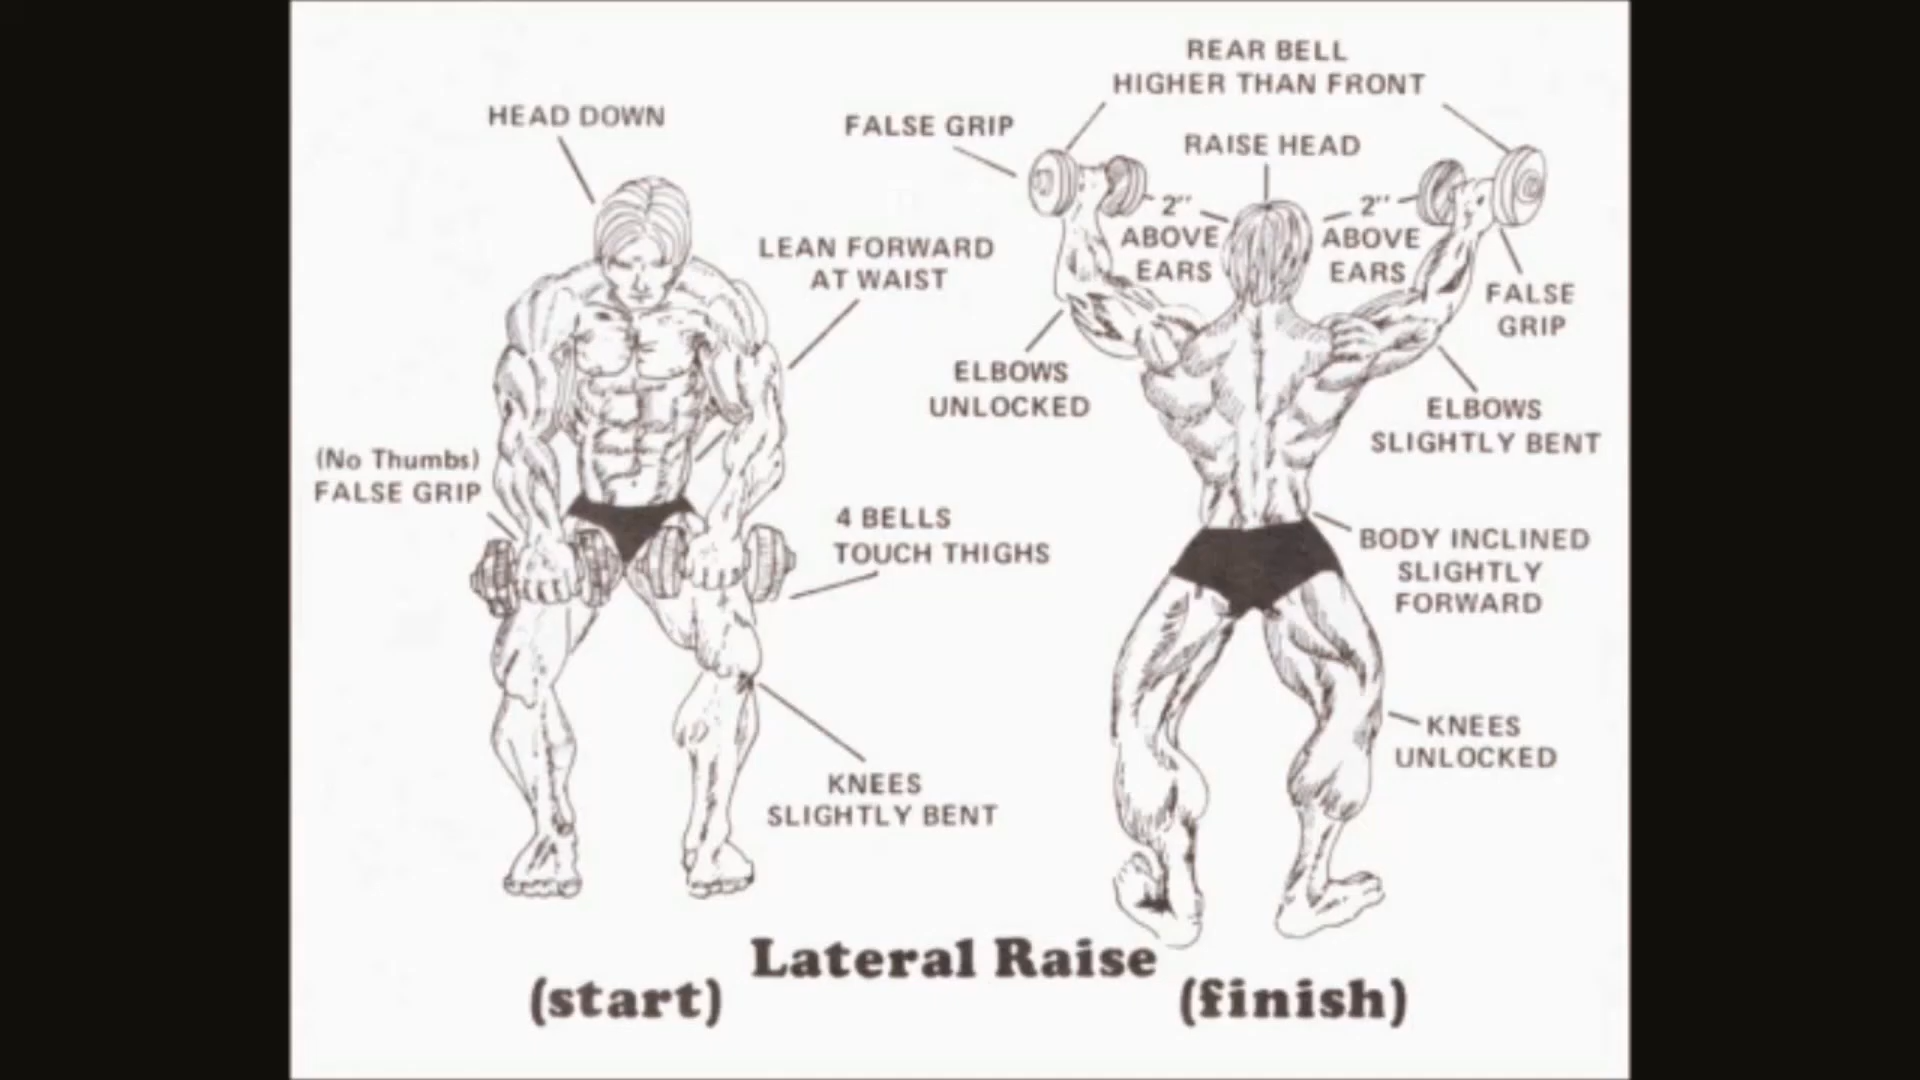 HEAD DOWN
LEAN FORWARD
AT WAIST
(No Thumbs)
FALSE GRIP
4 BELLS
TOUCH THIGHS
KNEES
SLIGHTLY BENT
REAR BELL
HIGHER THAN FRONT
FALSE GRIP
RAISE HEAD
2"
ABOVE
EARS
2"
ABOVE
EARS
FALSE
GRIP
ELBOWS
UNLOCKED
ELBOWS
SLIGHTLY BENT
BODY INCLINED
SLIGHTLY
FORWARD
KNEES
UNLOCKED
Lateral Raise
(start)
(finish)